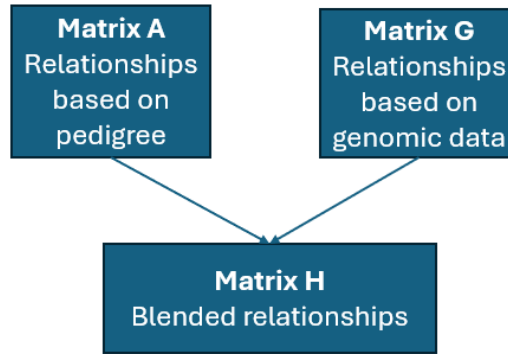 Matrix A
Relationships
based on
pedigree
Matrix G
Relationships
based on
genomic data
Matrix H
Blended relationships